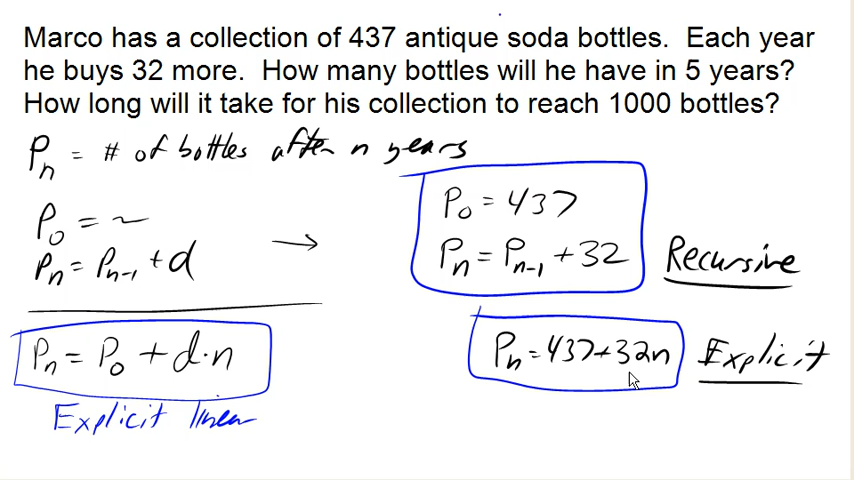 Marco has a collection of 437 antique soda bottles. Each year
he buys 32 more. How many bottles will he have in 5 years?
How long will it take for his collection to reach 1000 bottles?
Pₙ = # of bottles after n years
P₀ = 437
P₀ = ~
→
Pₙ = Pₙ₋₁ + 32
Recursive
Pₙ = Pₙ₋₁ + d
Pₙ = P₀ + d·n
Pₙ = 437+32n
Explicit
Explicit linear